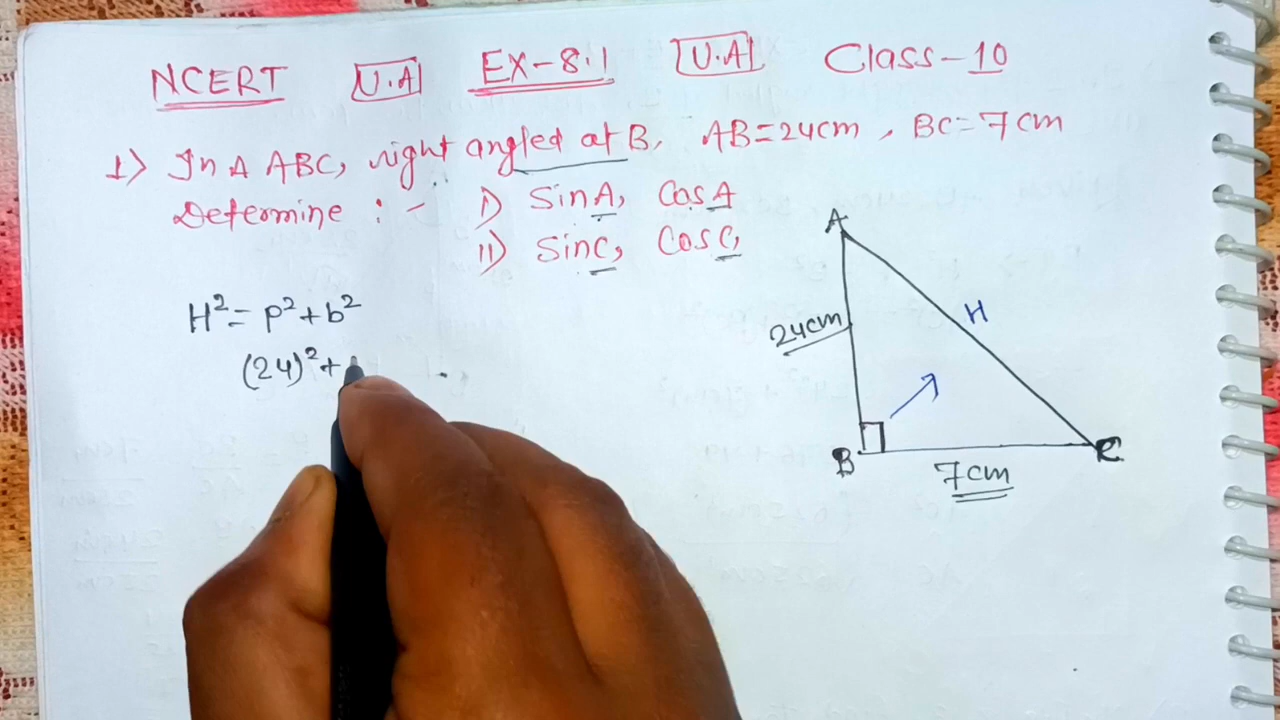 NCERT U.A EX-8.1 U.A Class-10
1) In Δ ABC, right angled at B, AB=24cm, BC=7cm
Determine :- i) SinA, CosA
ii) Sinc, Cosc,
H²= p²+b²
(24)²+
A
24cm
H
B
C
7cm